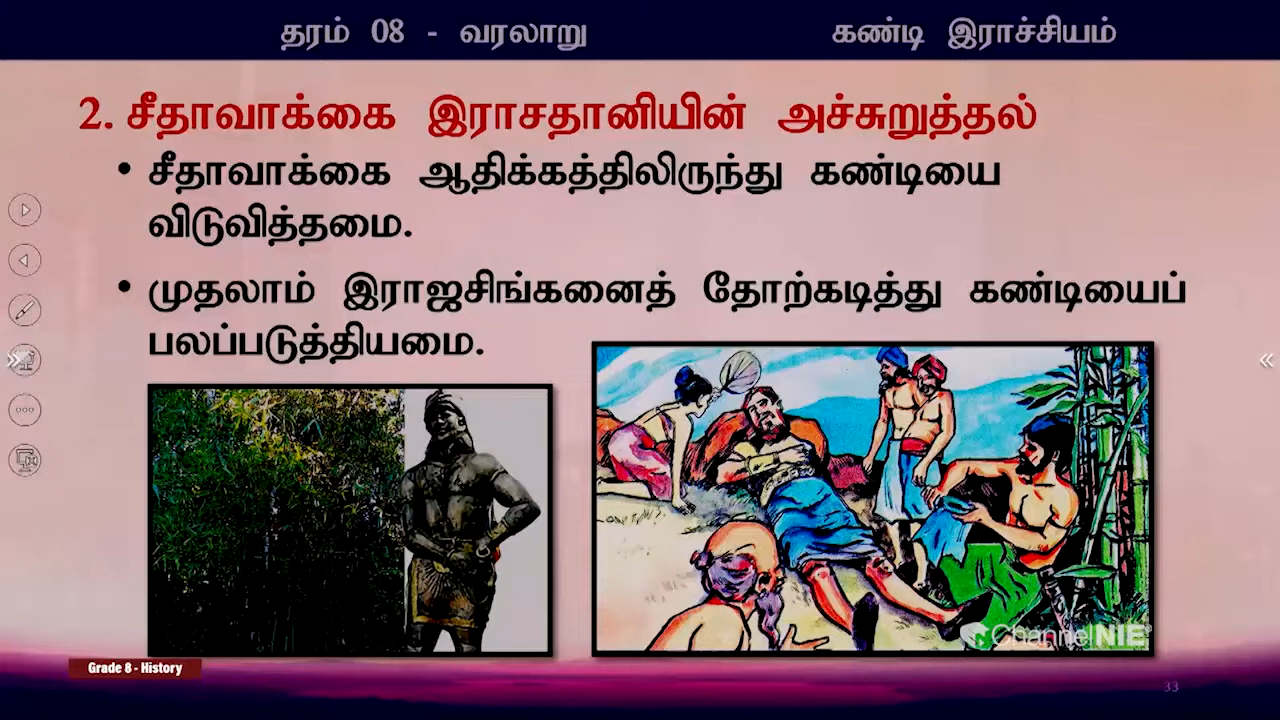 தரம் 08 - வரலாறு கண்டி இராச்சியம்
2. சீதாவாக்கை இராசதானியின் அச்சுறுத்தல்
• சீதாவாக்கை ஆதிக்கத்திலிருந்து கண்டியை
விடுவித்தமை.
• முதலாம் இராஜசிங்கனைத் தோற்கடித்து கண்டியைப்
பலப்படுத்தியமை.
ChannelNIE
Grade 8 - History
33